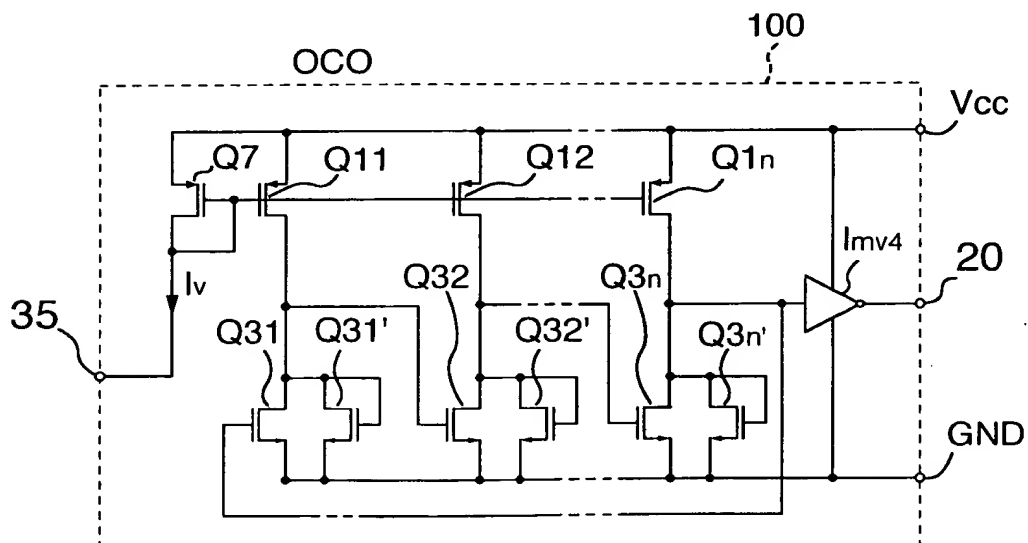 100
OCO
Vcc
Q7
Q11
Q12
Q1n
Imv4
Iv
20
35
Q31
Q31'
Q32
Q32'
Q3n
Q3n'
GND